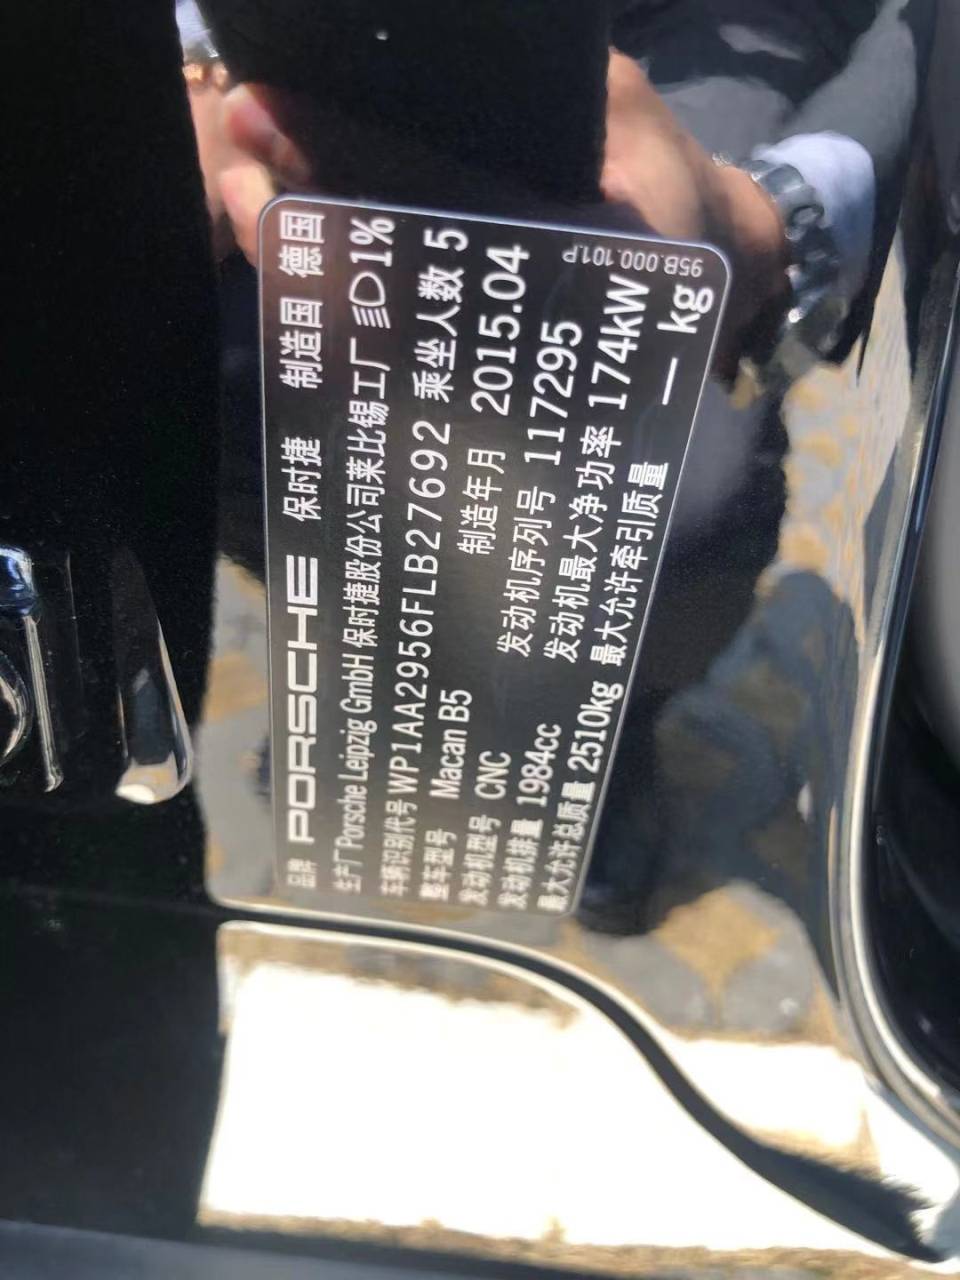 品牌 PORSCHE 保时捷 制造国 德国
生产厂 Porsche Leipzig GmbH 保时捷股份公司莱比锡工厂 1%
车辆识别代号 WP1AA2956FLB27692 乘坐人数 5
整车型号 Macan B5 制造年月 2015.04
发动机型号 CNC 发动机序列号 117295
发动机排量 1984cc 发动机最大净功率 174kW
最大允许总质量 2510kg 最大允许牵引质量 — kg
95B.000.101.P